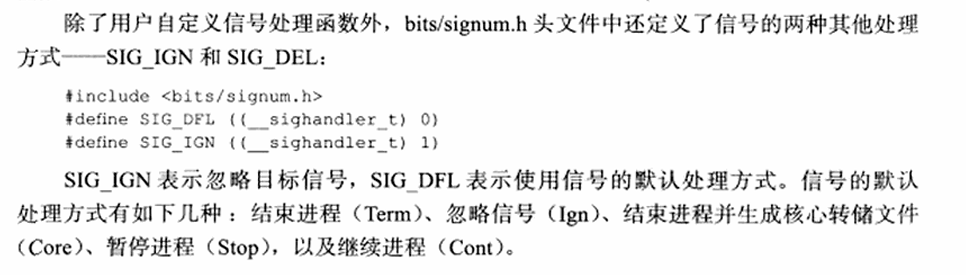 除了用户自定义信号处理函数外，bits/signum.h 头文件中还定义了信号的两种其他处理
方式——SIG_IGN 和 SIG_DEL：
#include <bits/signum.h>
#define SIG_DFL ((__sighandler_t) 0)
#define SIG_IGN ((__sighandler_t) 1)
SIG_IGN 表示忽略目标信号，SIG_DFL 表示使用信号的默认处理方式。信号的默认
处理方式有如下几种：结束进程（Term）、忽略信号（Ign）、结束进程并生成核心转储文件
（Core）、暂停进程（Stop），以及继续进程（Cont）。